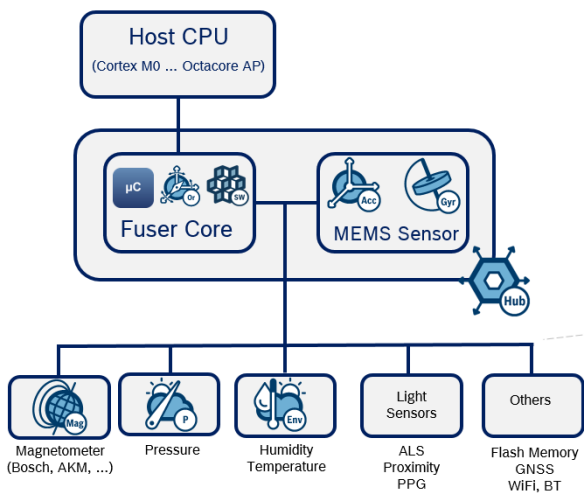 Host CPU
(Cortex M0 ... Octacore AP)
µC
Or
SW
Fuser Core
Acc
Gyr
MEMS Sensor
Hub
Mag
Magnetometer
(Bosch, AKM, ...)
P
Pressure
Env
Humidity
Temperature
Light
Sensors
ALS
Proximity
PPG
Others
Flash Memory
GNSS
WiFi, BT